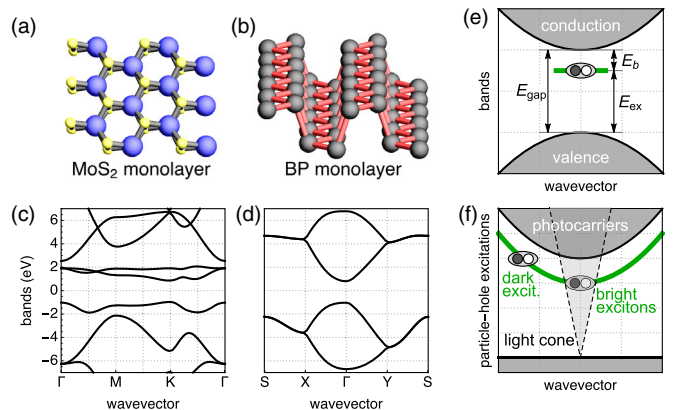 (a)
(b)
MoS₂ monolayer
BP monolayer
(c)
(d)
bands (eV)
6
4
2
0
−2
−4
−6
Γ M K Γ
S X Γ Y S
wavevector
wavevector
(e)
conduction
E_b
E_gap
E_ex
valence
bands
wavevector
(f)
photocarriers
dark
excit.
bright
excitons
light cone
particle−hole excitations
wavevector